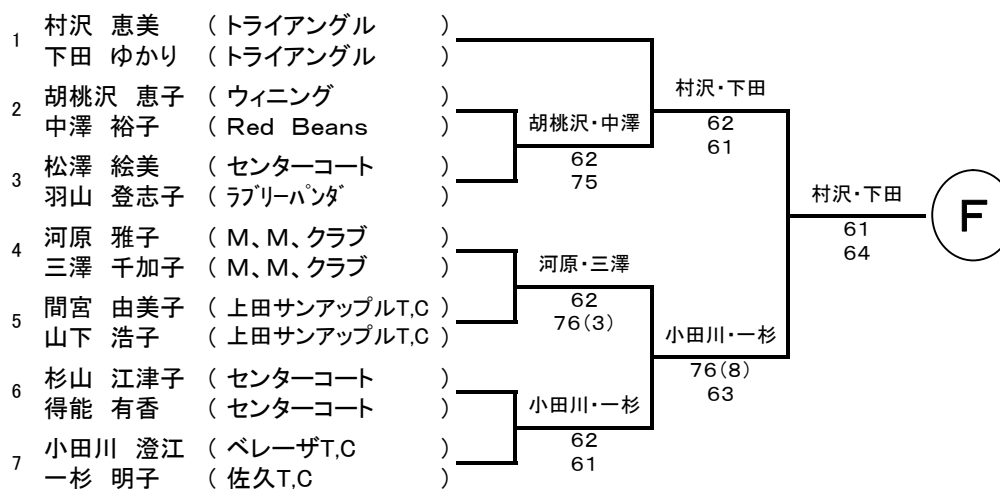 1
村沢 恵美 （ トライアングル ）
下田 ゆかり （ トライアングル ）
2
胡桃沢 恵子 （ ウィニング ）
中澤 裕子 （ Red Beans ）
3
松澤 絵美 （ センターコート ）
羽山 登志子 （ ﾗﾌﾞﾘｰﾊﾟﾝﾀﾞ ）
4
河原 雅子 （ M、M、クラブ ）
三澤 千加子 （ M、M、クラブ ）
5
間宮 由美子 （ 上田サンアップルT,C ）
山下 浩子 （ 上田サンアップルT,C ）
6
杉山 江津子 （ センターコート ）
得能 有香 （ センターコート ）
7
小田川 澄江 （ ベレーザT,C ）
一杉 明子 （ 佐久T,C ）
胡桃沢・中澤
62
75
河原・三澤
62
76(3)
小田川・一杉
62
61
村沢・下田
62
61
小田川・一杉
76(8)
63
村沢・下田
61
64
F